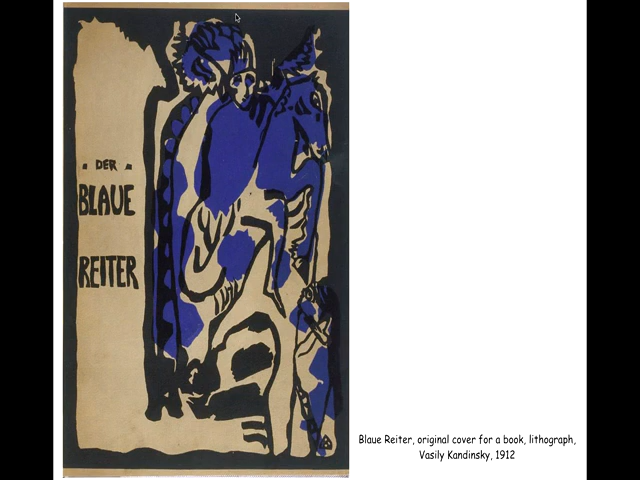 • DER •
BLAUE
REITER
Blaue Reiter, original cover for a book, lithograph,
Vasily Kandinsky, 1912